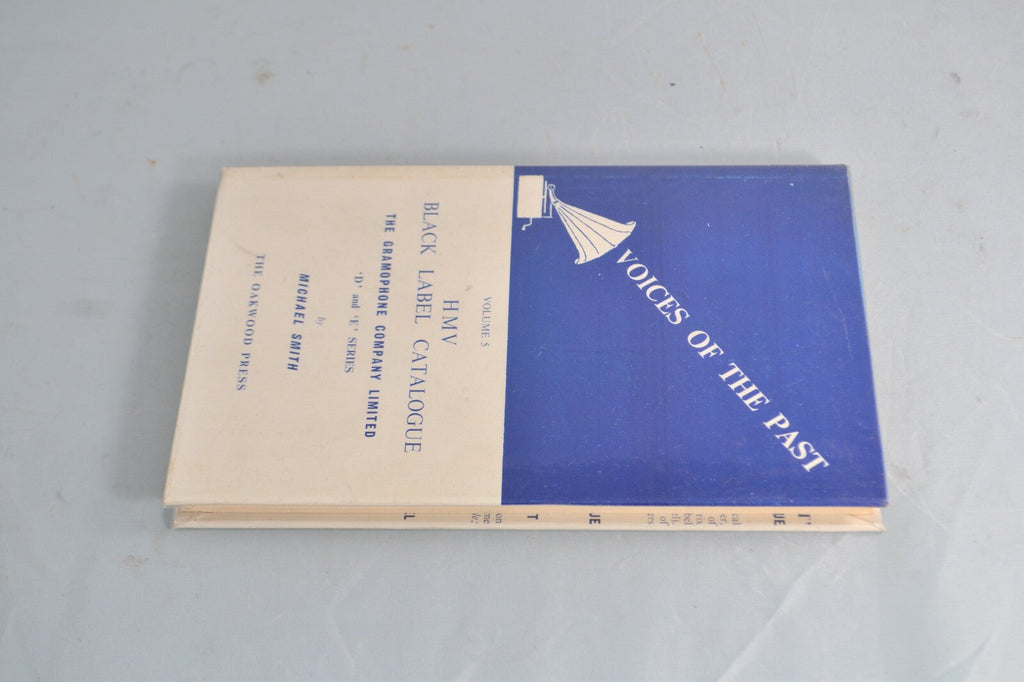 VOICES OF THE PAST
VOLUME 5
HMV
BLACK LABEL CATALOGUE
THE GRAMOPHONE COMPANY LIMITED
'D' and 'E' SERIES
by
MICHAEL SMITH
THE OAKWOOD PRESS